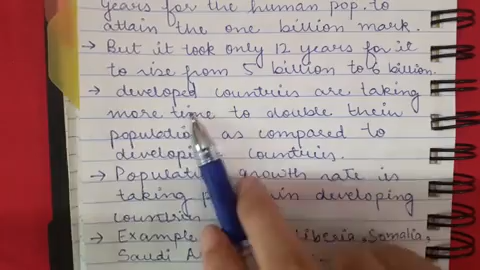 years for the human pop. to
attain the one billion mark.
→ But it took only 12 years for it
to rise from 5 billion to 6 billion.
→ developed countries are taking
more time to double their
population as compared to
developing countries.
→ Population growth rate is
taking in developing
countries
→ Example Liberia, Somalia,
Saudi